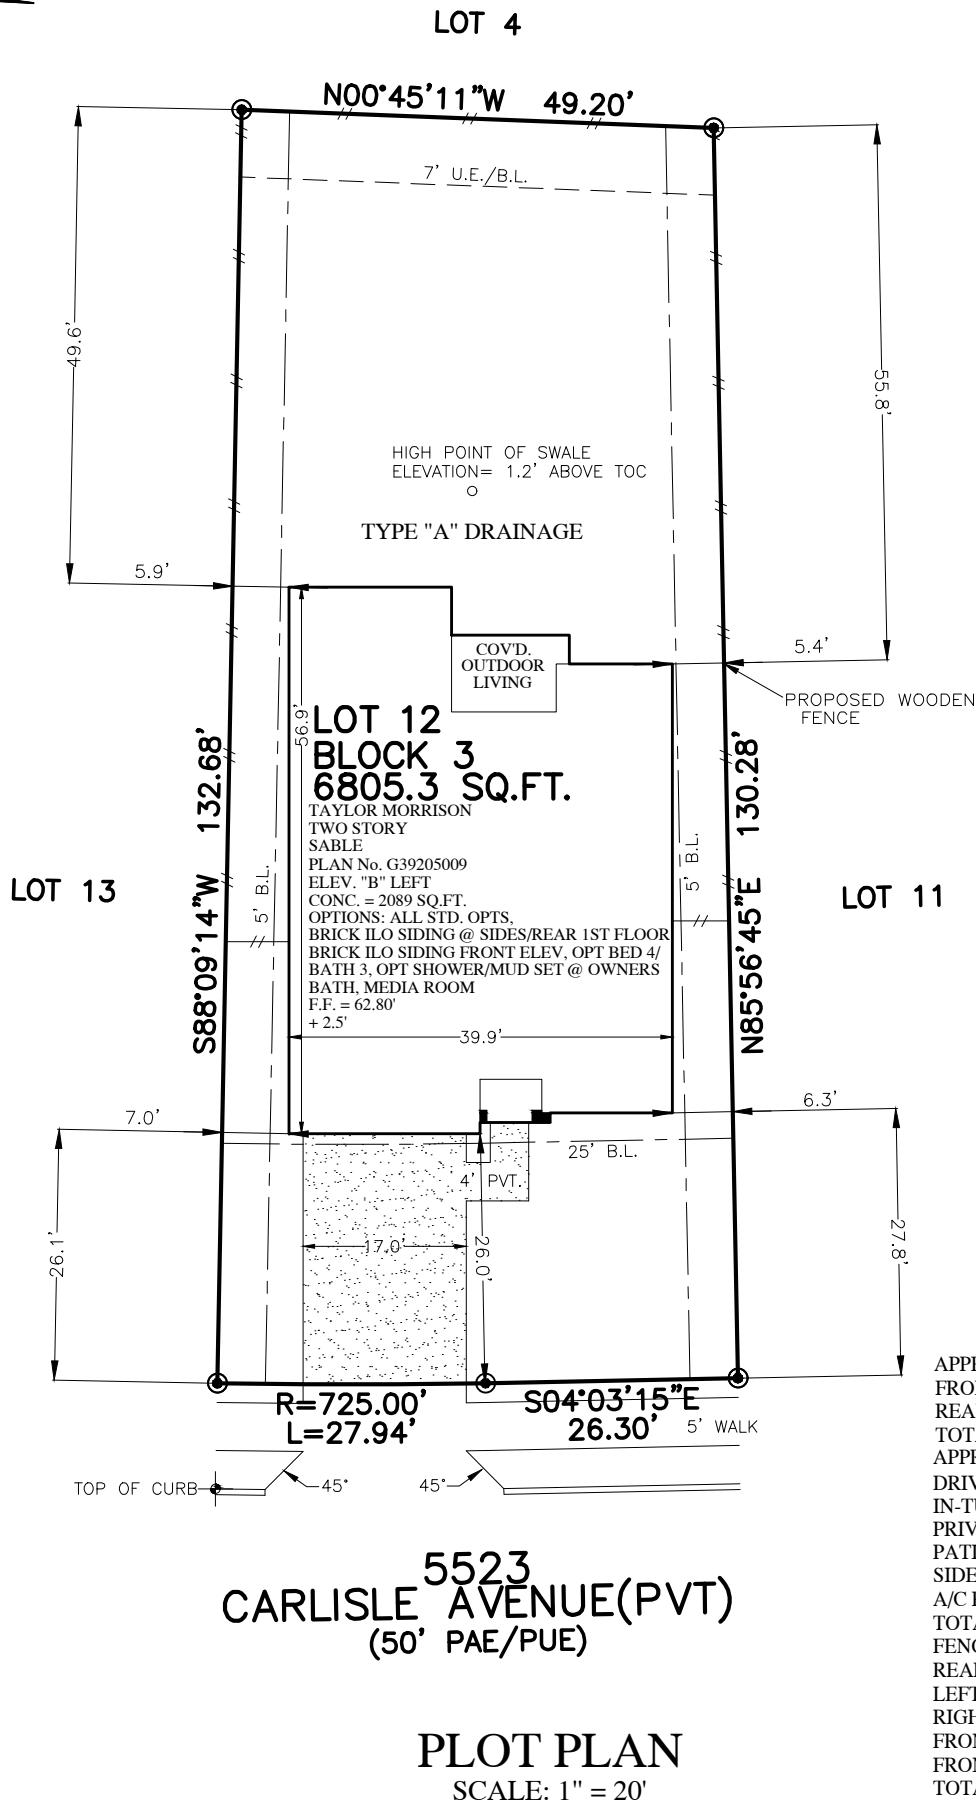 LOT 4
N00°45'11"W 49.20'
7' U.E./B.L.
49.6'
55.8'
HIGH POINT OF SWALE
ELEVATION= 1.2' ABOVE TOC
TYPE "A" DRAINAGE
5.9'
5.4'
COV'D.
OUTDOOR
LIVING
PROPOSED WOODEN
FENCE
56.9'
LOT 12
BLOCK 3
6805.3 SQ.FT.
TAYLOR MORRISON
TWO STORY
SABLE
PLAN No. G39205009
ELEV. "B" LEFT
CONC. = 2089 SQ.FT.
OPTIONS: ALL STD. OPTS,
BRICK ILO SIDING @ SIDES/REAR 1ST FLOOR
BRICK ILO SIDING FRONT ELEV, OPT BED 4/
BATH 3, OPT SHOWER/MUD SET @ OWNERS
BATH, MEDIA ROOM
F.F. = 62.80'
+ 2.5'
S88°09'14"W 132.68'
N85°56'45"E 130.28'
5' B.L.
5' B.L.
LOT 13
LOT 11
39.9'
7.0'
6.3'
25' B.L.
4' PVT.
26.1'
17.0'
26.0'
27.8'
R=725.00'
L=27.94'
S04°03'15"E
26.30'
5' WALK
TOP OF CURB
45°
45°
5523
CARLISLE AVENUE(PVT)
(50' PAE/PUE)
PLOT PLAN
SCALE: 1" = 20'